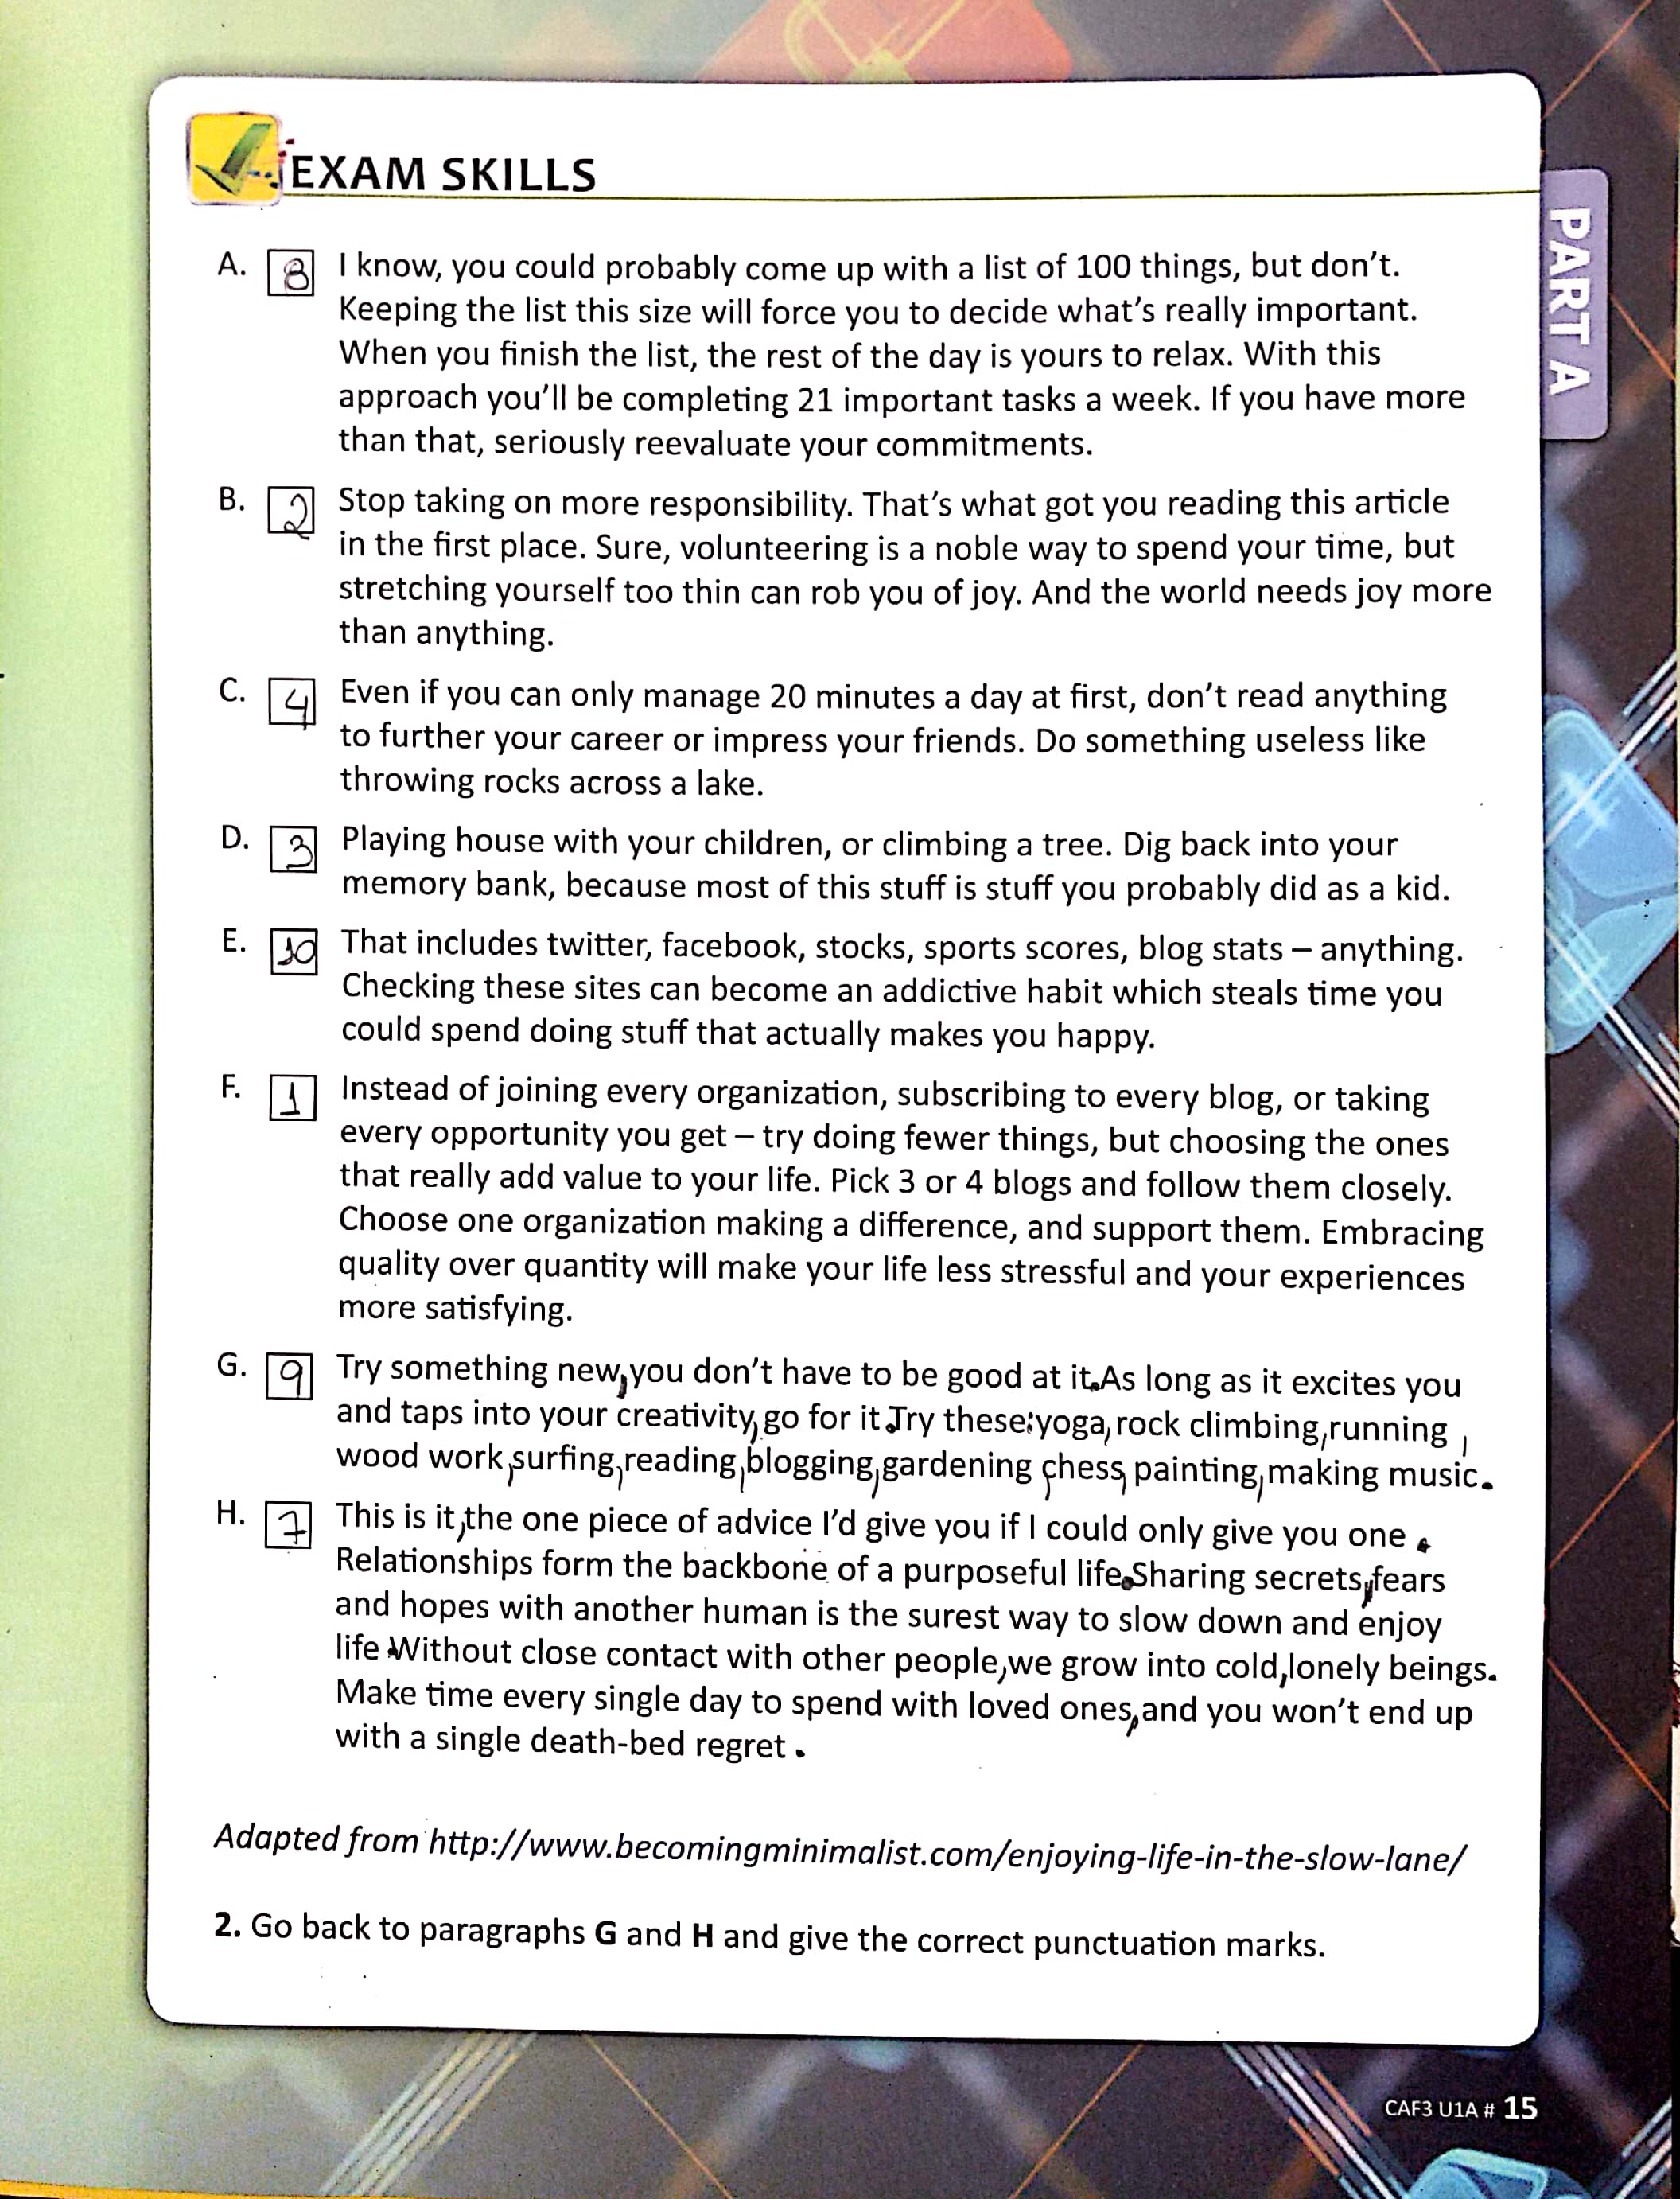 EXAM SKILLS
PART A
A. 8 I know, you could probably come up with a list of 100 things, but don't.
Keeping the list this size will force you to decide what's really important.
When you finish the list, the rest of the day is yours to relax. With this
approach you'll be completing 21 important tasks a week. If you have more
than that, seriously reevaluate your commitments.
B. 2 Stop taking on more responsibility. That's what got you reading this article
in the first place. Sure, volunteering is a noble way to spend your time, but
stretching yourself too thin can rob you of joy. And the world needs joy more
than anything.
C. 4 Even if you can only manage 20 minutes a day at first, don't read anything
to further your career or impress your friends. Do something useless like
throwing rocks across a lake.
D. 3 Playing house with your children, or climbing a tree. Dig back into your
memory bank, because most of this stuff is stuff you probably did as a kid.
E. 10 That includes twitter, facebook, stocks, sports scores, blog stats – anything.
Checking these sites can become an addictive habit which steals time you
could spend doing stuff that actually makes you happy.
F. 1 Instead of joining every organization, subscribing to every blog, or taking
every opportunity you get – try doing fewer things, but choosing the ones
that really add value to your life. Pick 3 or 4 blogs and follow them closely.
Choose one organization making a difference, and support them. Embracing
quality over quantity will make your life less stressful and your experiences
more satisfying.
G. 9 Try something new, you don't have to be good at it. As long as it excites you
and taps into your creativity, go for it. Try these: yoga, rock climbing, running,
wood work, surfing, reading, blogging, gardening, chess, painting, making music.
H. 7 This is it, the one piece of advice I'd give you if I could only give you one.
Relationships form the backbone of a purposeful life. Sharing secrets, fears
and hopes with another human is the surest way to slow down and enjoy
life. Without close contact with other people, we grow into cold, lonely beings.
Make time every single day to spend with loved ones, and you won't end up
with a single death-bed regret.
Adapted from http://www.becomingminimalist.com/enjoying-life-in-the-slow-lane/
2. Go back to paragraphs G and H and give the correct punctuation marks.
CAF3 U1A # 15